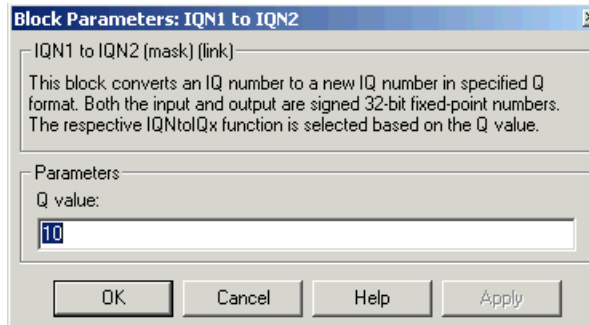 Block Parameters: IQN1 to IQN2
IQN1 to IQN2 (mask) (link)
This block converts an IQ number to a new IQ number in specified Q
format. Both the input and output are signed 32-bit fixed-point numbers.
The respective IQNtoIQx function is selected based on the Q value.
Parameters
Q value:
10
OK Cancel Help Apply